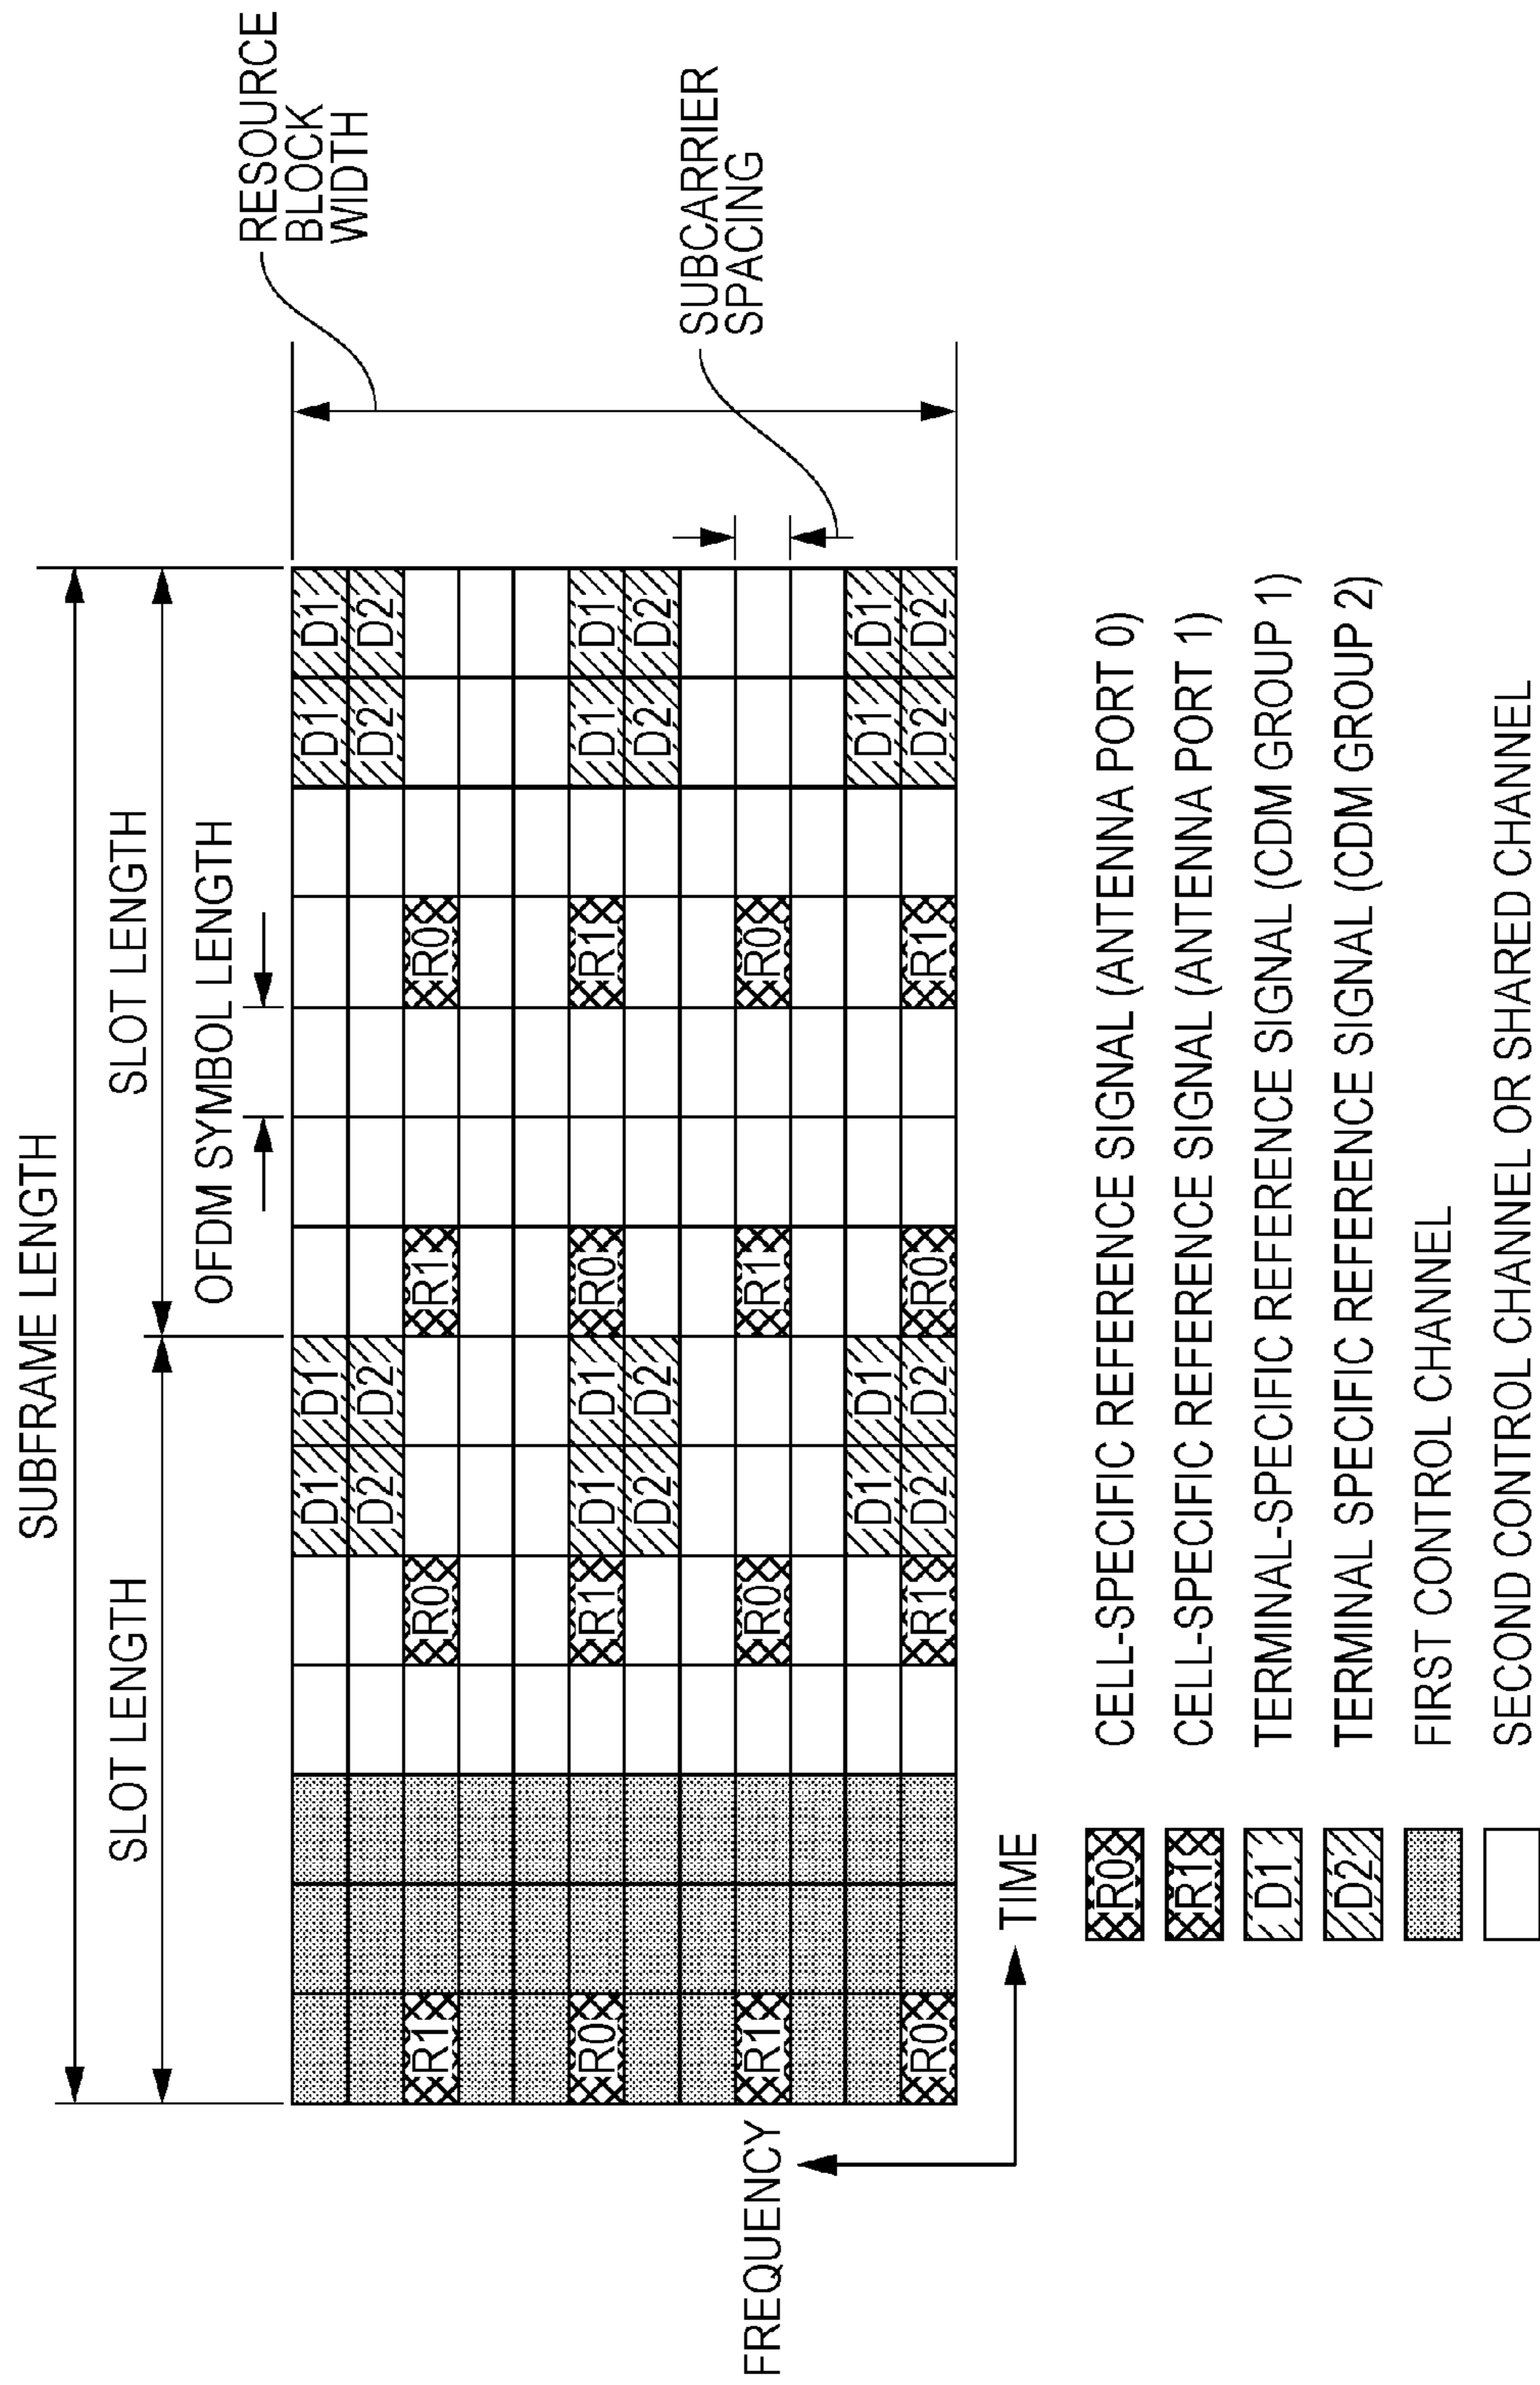 SUBFRAME LENGTH
SLOT LENGTH
SLOT LENGTH
OFDM SYMBOL LENGTH
RESOURCE
BLOCK
WIDTH
D1 D1 D1 D1
D2 D2 D2 D2
R1 R0 R1 R0
R0 R1 D1 D1 R0 R1 D1 D1
D2 D2 D2 D2
SUBCARRIER
SPACING
R1 R0 R1 R0
D1 D1 D1 D1
R0 R1 D2 D2 R0 R1 D2 D2
FREQUENCY
TIME
R0 CELL-SPECIFIC REFERENCE SIGNAL (ANTENNA PORT 0)
R1 CELL-SPECIFIC REFERENCE SIGNAL (ANTENNA PORT 1)
D1 TERMINAL-SPECIFIC REFERENCE SIGNAL (CDM GROUP 1)
D2 TERMINAL SPECIFIC REFERENCE SIGNAL (CDM GROUP 2)
FIRST CONTROL CHANNEL
SECOND CONTROL CHANNEL OR SHARED CHANNEL